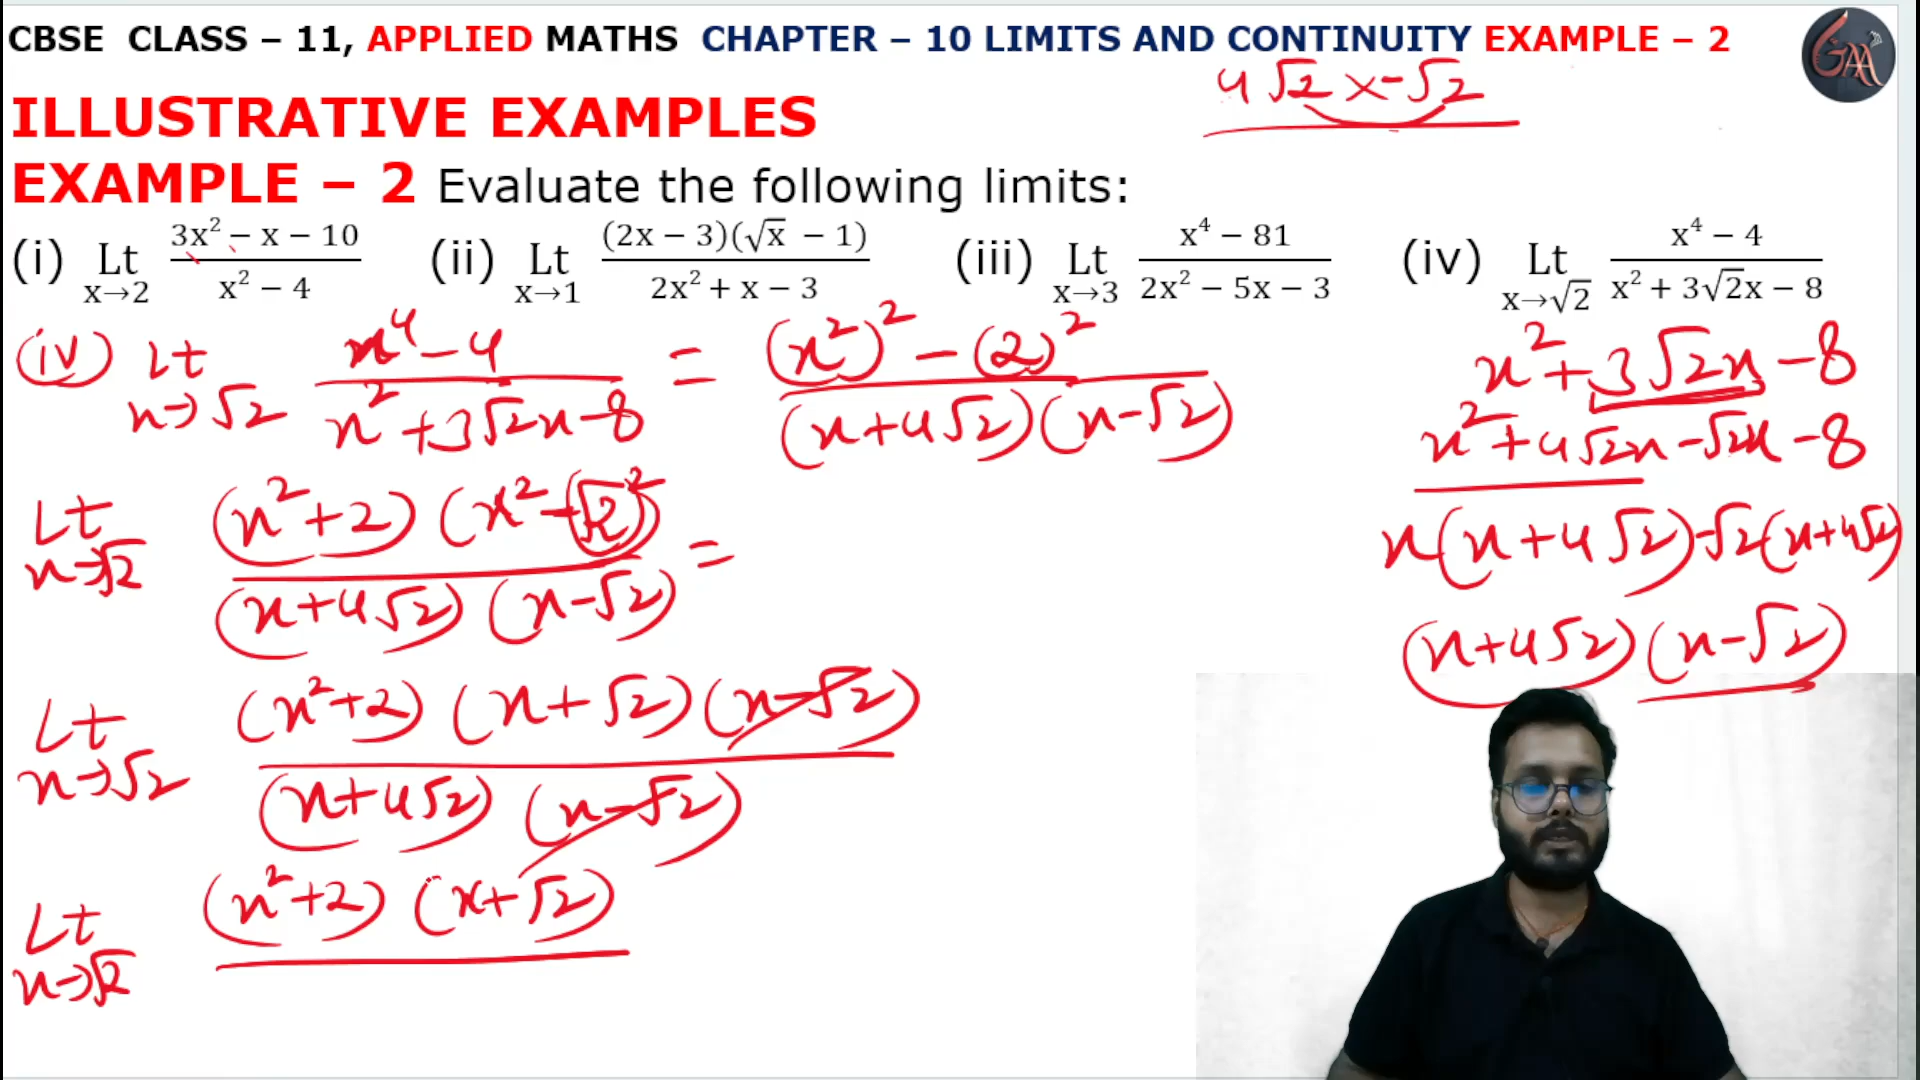 CBSE CLASS – 11, APPLIED MATHS CHAPTER – 10 LIMITS AND CONTINUITY EXAMPLE – 2
4√2 × -√2
ILLUSTRATIVE EXAMPLES
EXAMPLE – 2 Evaluate the following limits:
(i) Lt x→2 (3x² − x − 10)/(x² − 4) (ii) Lt x→1 ((2x − 3)(√x − 1))/(2x² + x − 3) (iii) Lt x→3 (x⁴ − 81)/(2x² − 5x − 3) (iv) Lt x→√2 (x⁴ − 4)/(x² + 3√2x − 8)
(iv) Lt x→√2 (x⁴ − 4)/(x² + 3√2x − 8) = ((x²)² − (2)²)/((x+4√2)(x−√2))
Lt x→√2 ((x²+2)(x²−(√2)²))/((x+4√2)(x−√2)) =
Lt x→√2 ((x²+2)(x+√2)(x−√2))/((x+4√2)(x−√2))
Lt x→√2 (x²+2)(x+√2)
x² + 3√2x − 8
x² + 4√2x − √2x − 8
x(x+4√2) −√2(x+4√2)
(x+4√2)(x−√2)
GAA